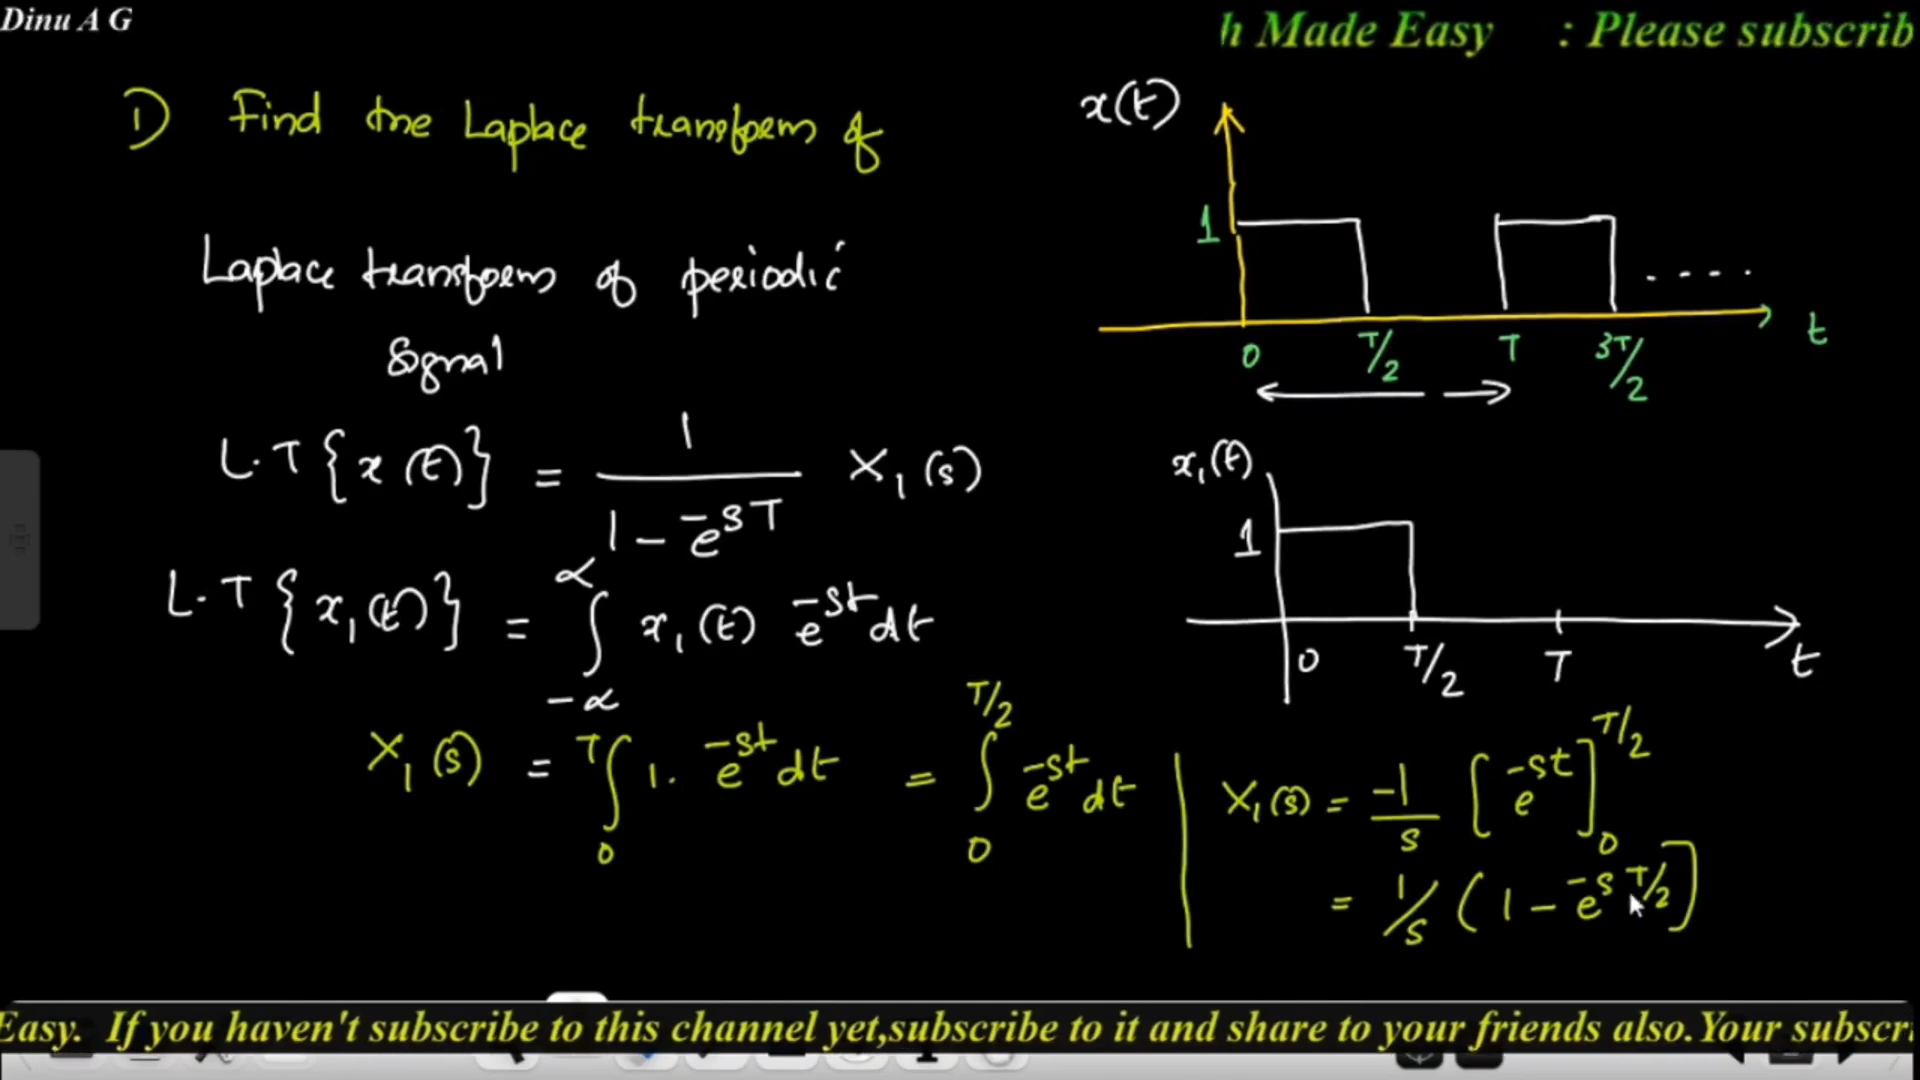 Dinu A G
h Made Easy : Please subscrib
1) Find the Laplace transform of
Laplace transform of periodic
signal
L.T {x(t)} = 1 / (1 - e^-sT) X₁(s)
L.T {x₁(t)} = ∫_-α^α x₁(t) e^-st dt
X₁(s) = ∫_0^T 1. e^-st dt = ∫_0^T/2 e^-st dt
x(t)
1
0 T/2 T 3T/2 t
x₁(t)
1
0 T/2 T t
X₁(s) = -1/s [e^-st]_0^T/2
= 1/s (1 - e^-s T/2]
Easy. If you haven't subscribe to this channel yet,subscribe to it and share to your friends also.Your subscr